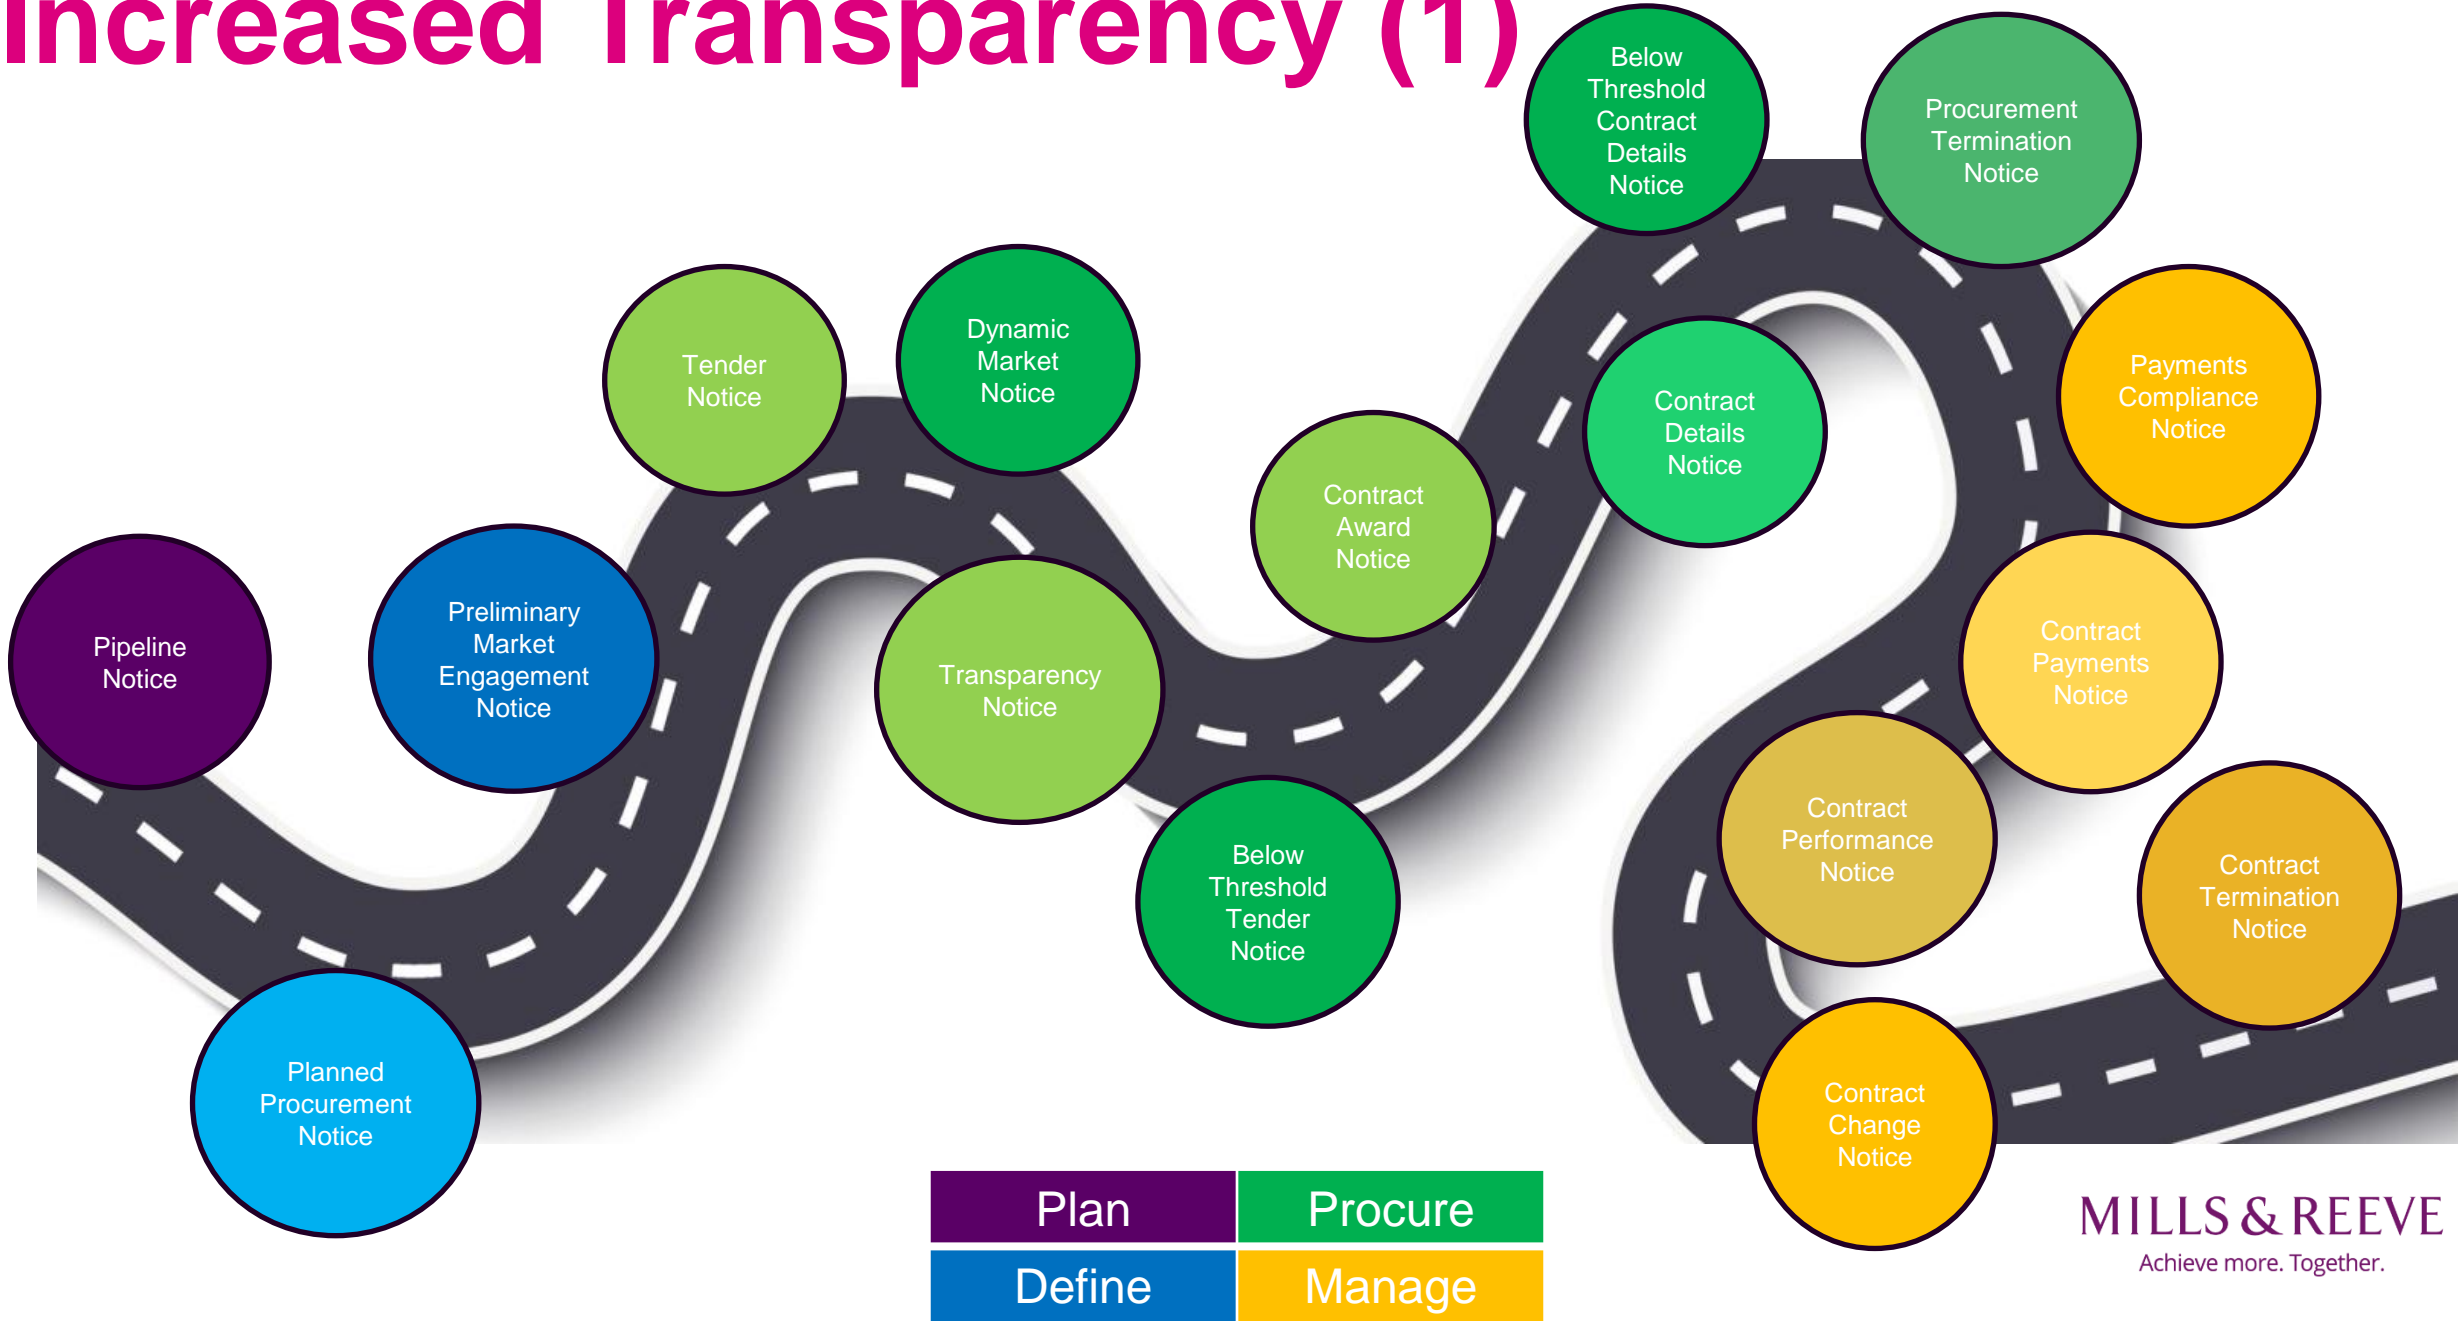 Increased Transparency (1)
Below
Threshold
Contract
Details
Notice
Procurement
Termination
Notice
Tender
Notice
Dynamic
Market
Notice
Payments
Compliance
Notice
Contract
Details
Notice
Contract
Award
Notice
Pipeline
Notice
Preliminary
Market
Engagement
Notice
Transparency
Notice
Contract
Payments
Notice
Contract
Performance
Notice
Below
Threshold
Tender
Notice
Contract
Termination
Notice
Planned
Procurement
Notice
Contract
Change
Notice
Plan
Procure
Define
Manage
MILLS & REEVE
Achieve more. Together.